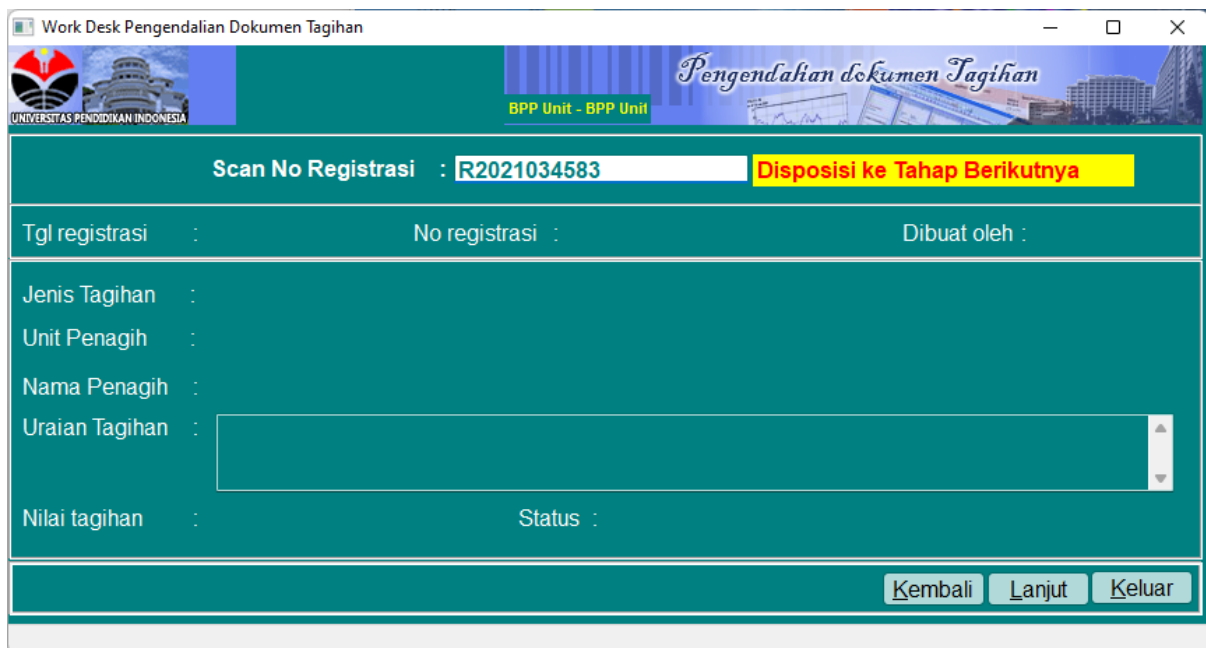 Work Desk Pengendalian Dokumen Tagihan
UNIVERSITAS PENDIDIKAN INDONESIA
Pengendalian dokumen Tagihan
BPP Unit - BPP Unit
Scan No Registrasi : R2021034583 Disposisi ke Tahap Berikutnya
Tgl registrasi : No registrasi : Dibuat oleh :
Jenis Tagihan :
Unit Penagih :
Nama Penagih :
Uraian Tagihan :
Nilai tagihan : Status :
Kembali Lanjut Keluar